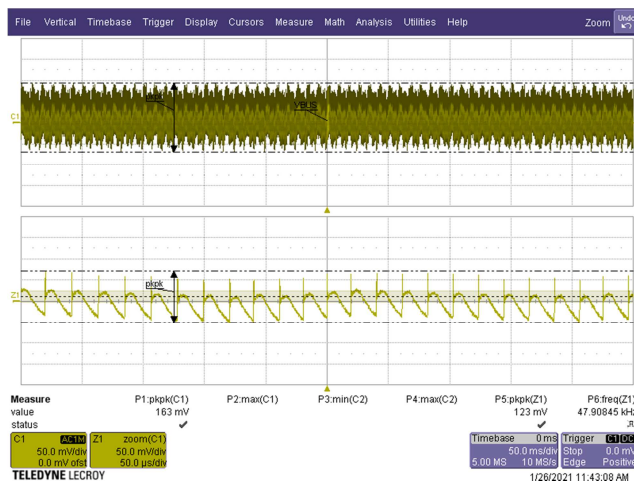 File Vertical Timebase Trigger Display Cursors Measure Math Analysis Utilities Help Zoom Undo
pkpk
VBUS
C1
pkpk
Z1
Measure P1:pkpk(C1) P2:max(C1) P3:min(C2) P4:max(C2) P5:pkpk(Z1) P6:freq(Z1)
value 163 mV 123 mV 47.90845 kHz
status
C1 AC1M Z1 zoom(C1) Timebase 0 ms Trigger C1 DC
50.0 mV/div 50.0 mV/div 50.0 ms/div Stop 0.0 mV
0.0 mV ofst 50.0 µs/div 5.00 MS 10 MS/s Edge Positive
TELEDYNE LECROY 1/26/2021 11:43:08 AM